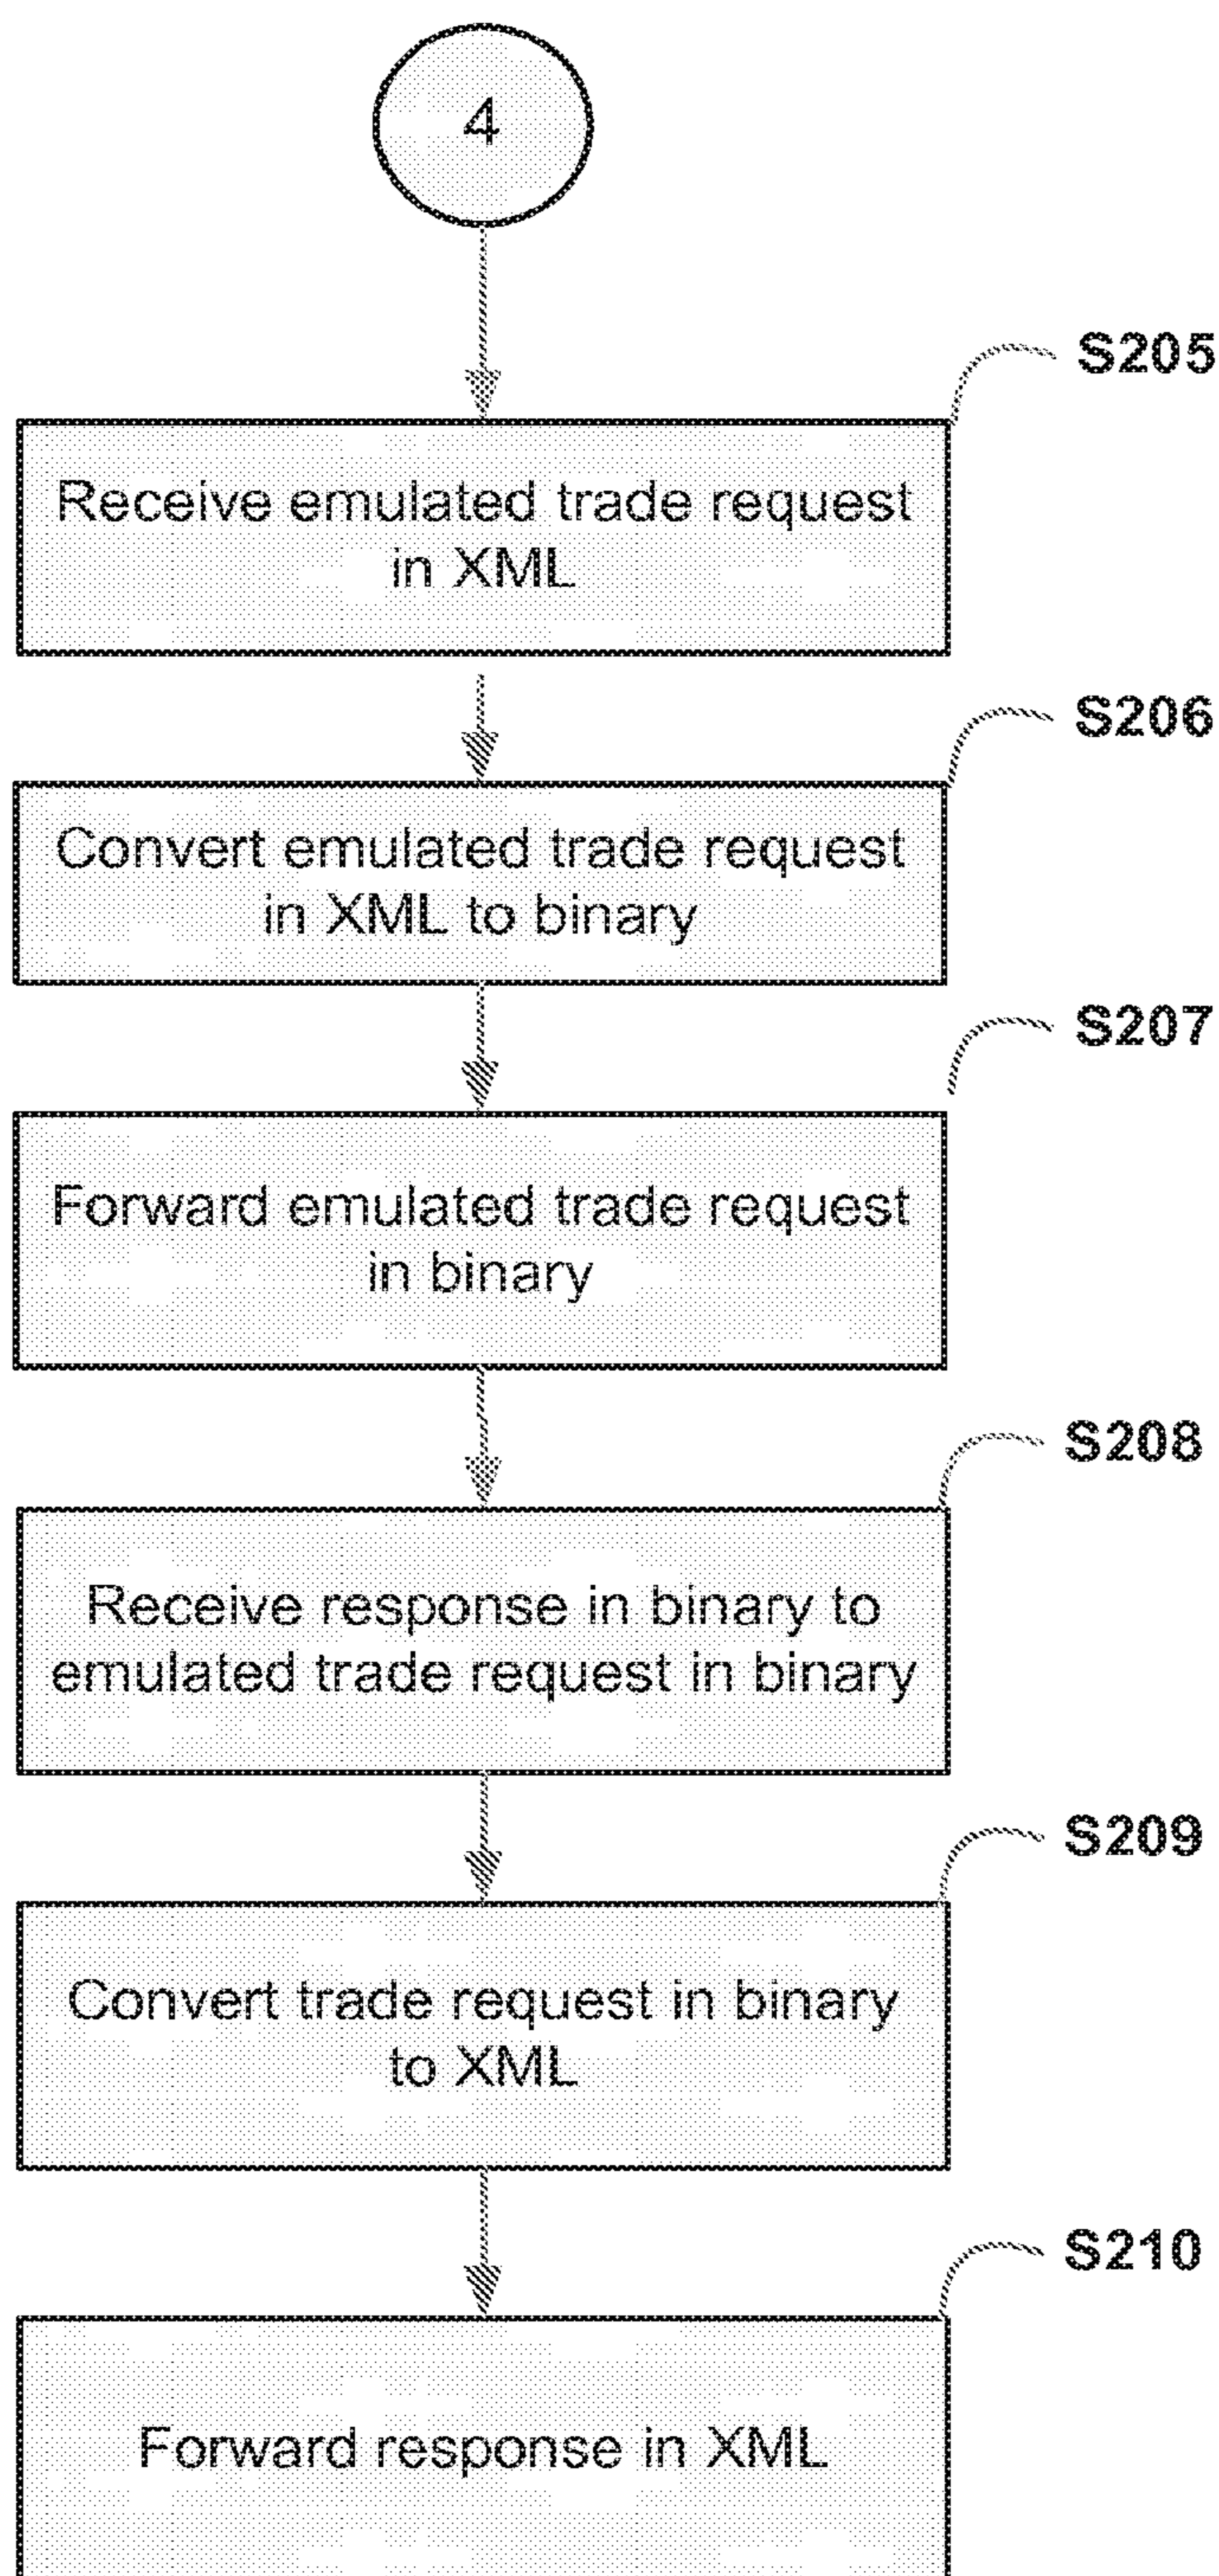 4
S205
Receive emulated trade request
in XML
S206
Convert emulated trade request
in XML to binary
S207
Forward emulated trade request
in binary
S208
Receive response in binary to
emulated trade request in binary
S209
Convert trade request in binary
to XML
S210
Forward response in XML